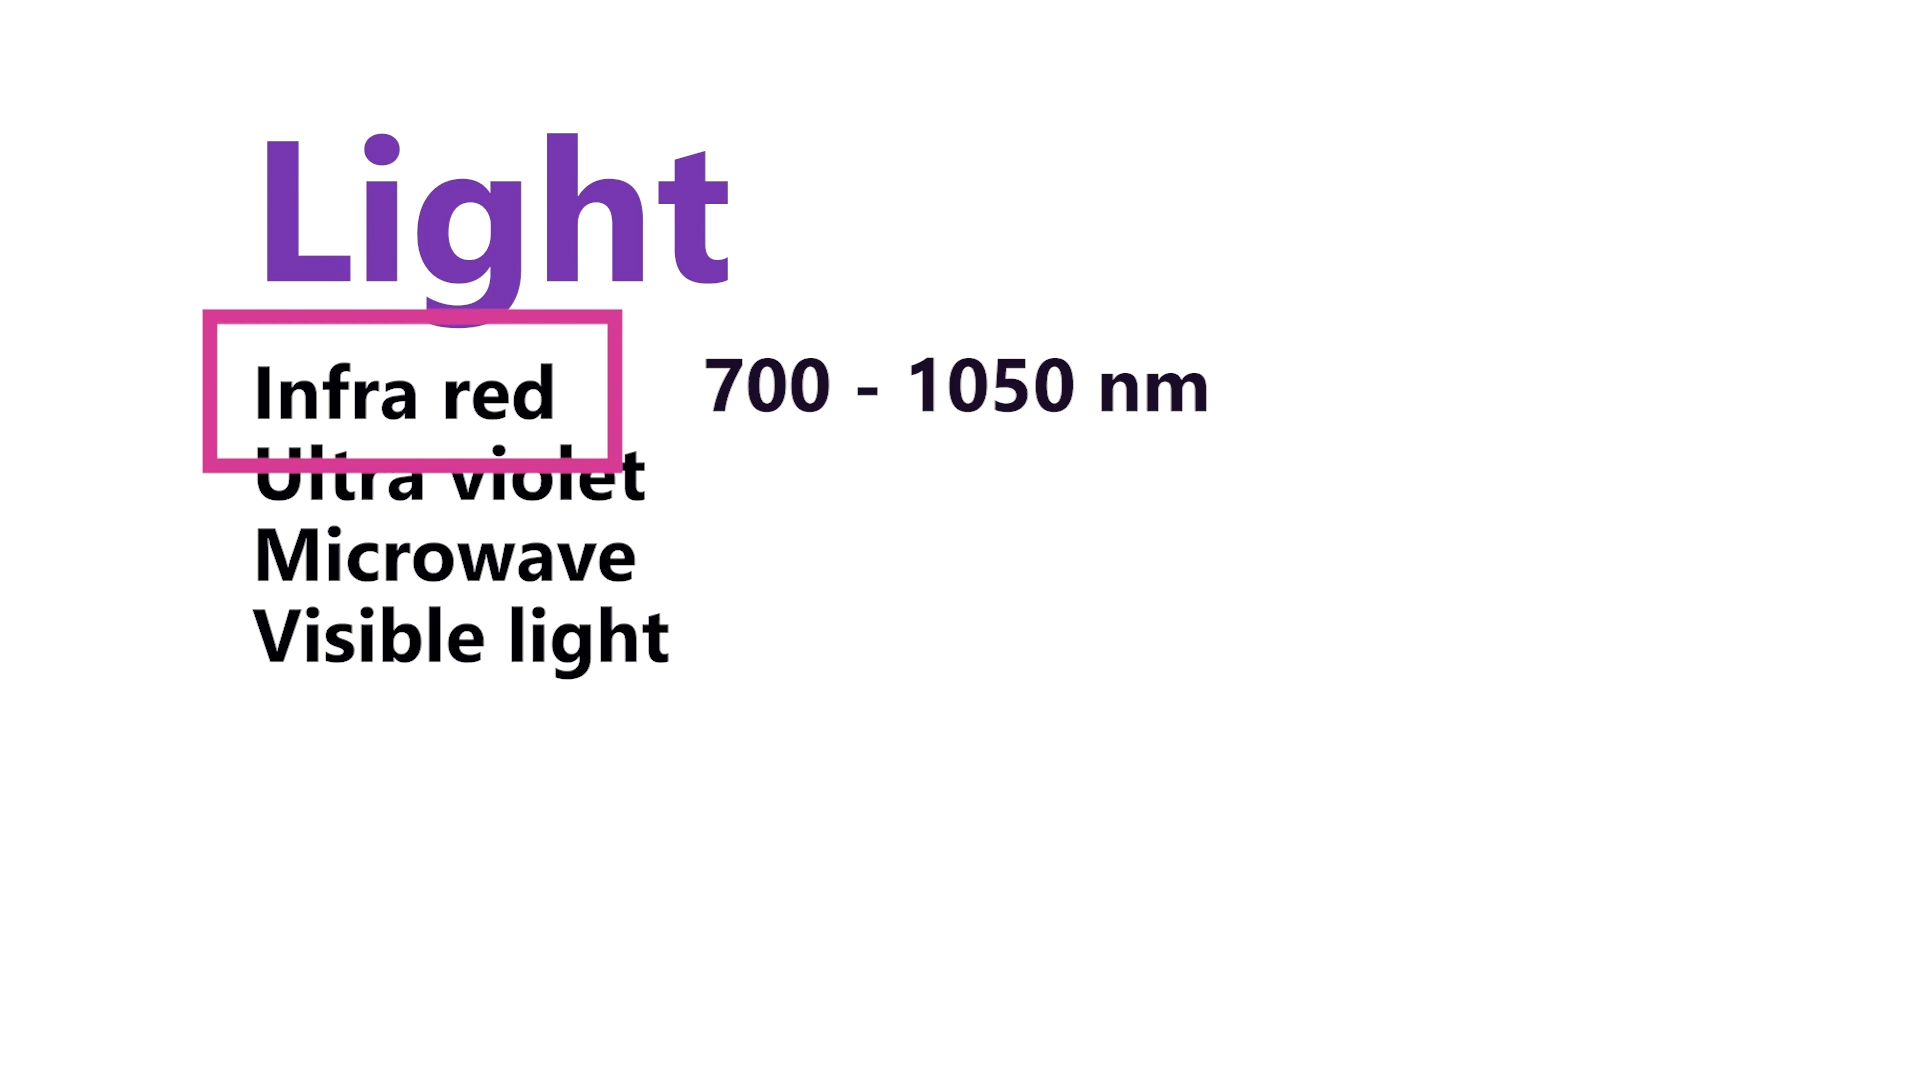 Light
Infra red 700 - 1050 nm
Ultra violet
Microwave
Visible light